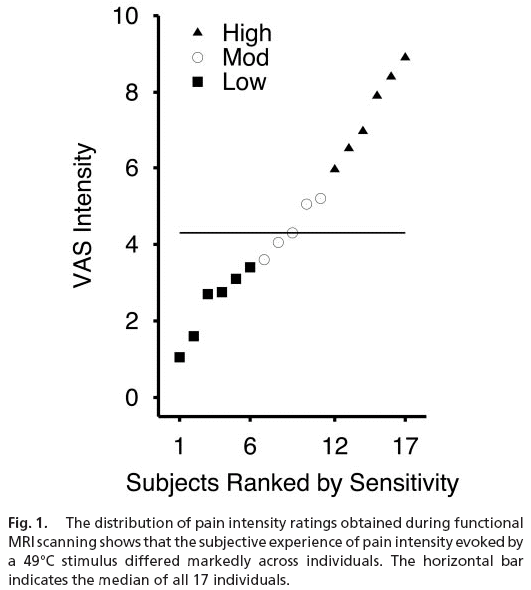 10
8
6
4
2
0
VAS Intensity
High
Mod
Low
1 6 12 17
Subjects Ranked by Sensitivity
Fig. 1. The distribution of pain intensity ratings obtained during functional
MRI scanning shows that the subjective experience of pain intensity evoked by
a 49°C stimulus differed markedly across individuals. The horizontal bar
indicates the median of all 17 individuals.